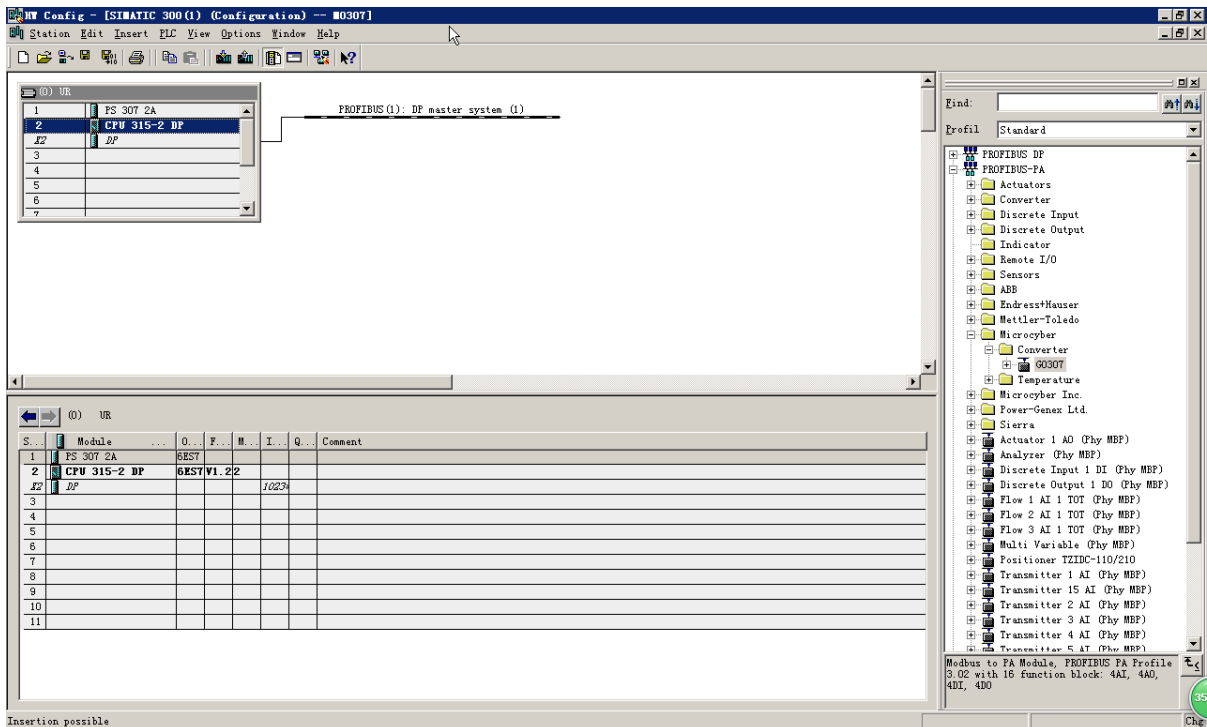 HW Config - [SIMATIC 300(1) (Configuration) -- M0307]
Station Edit Insert PLC View Options Window Help
(0) UR
1 PS 307 2A
2 CPU 315-2 DP
X2 DP
3
4
5
6
7
PROFIBUS(1): DP master system (1)
Find:
Profil Standard
PROFIBUS DP
PROFIBUS-PA
Actuators
Converter
Discrete Input
Discrete Output
Indicator
Remote I/O
Sensors
ABB
Endress+Hauser
Mettler-Toledo
Microcyber
Converter
G0307
Temperature
Microcyber Inc.
Power-Genex Ltd.
Sierra
Actuator 1 AO (Phy MBP)
Analyzer (Phy MBP)
Discrete Input 1 DI (Phy MBP)
Discrete Output 1 DO (Phy MBP)
Flow 1 AI 1 TOT (Phy MBP)
Flow 2 AI 1 TOT (Phy MBP)
Flow 3 AI 1 TOT (Phy MBP)
Multi Variable (Phy MBP)
Positioner TZIDC-110/210
Transmitter 1 AI (Phy MBP)
Transmitter 15 AI (Phy MBP)
Transmitter 2 AI (Phy MBP)
Transmitter 3 AI (Phy MBP)
Transmitter 4 AI (Phy MBP)
Transmitter 5 AI (Phy MBP)
Modbus to PA Module, PROFIBUS PA Profile
3.02 with 16 function block: 4AI, 4AO,
4DI, 4DO
(0) UR
S... Module ... O... F... M... I... Q... Comment
1 PS 307 2A 6ES7
2 CPU 315-2 DP 6ES7 V1.2 2
X2 DP 1023
3
4
5
6
7
8
9
10
11
35
Insertion possible
Chg